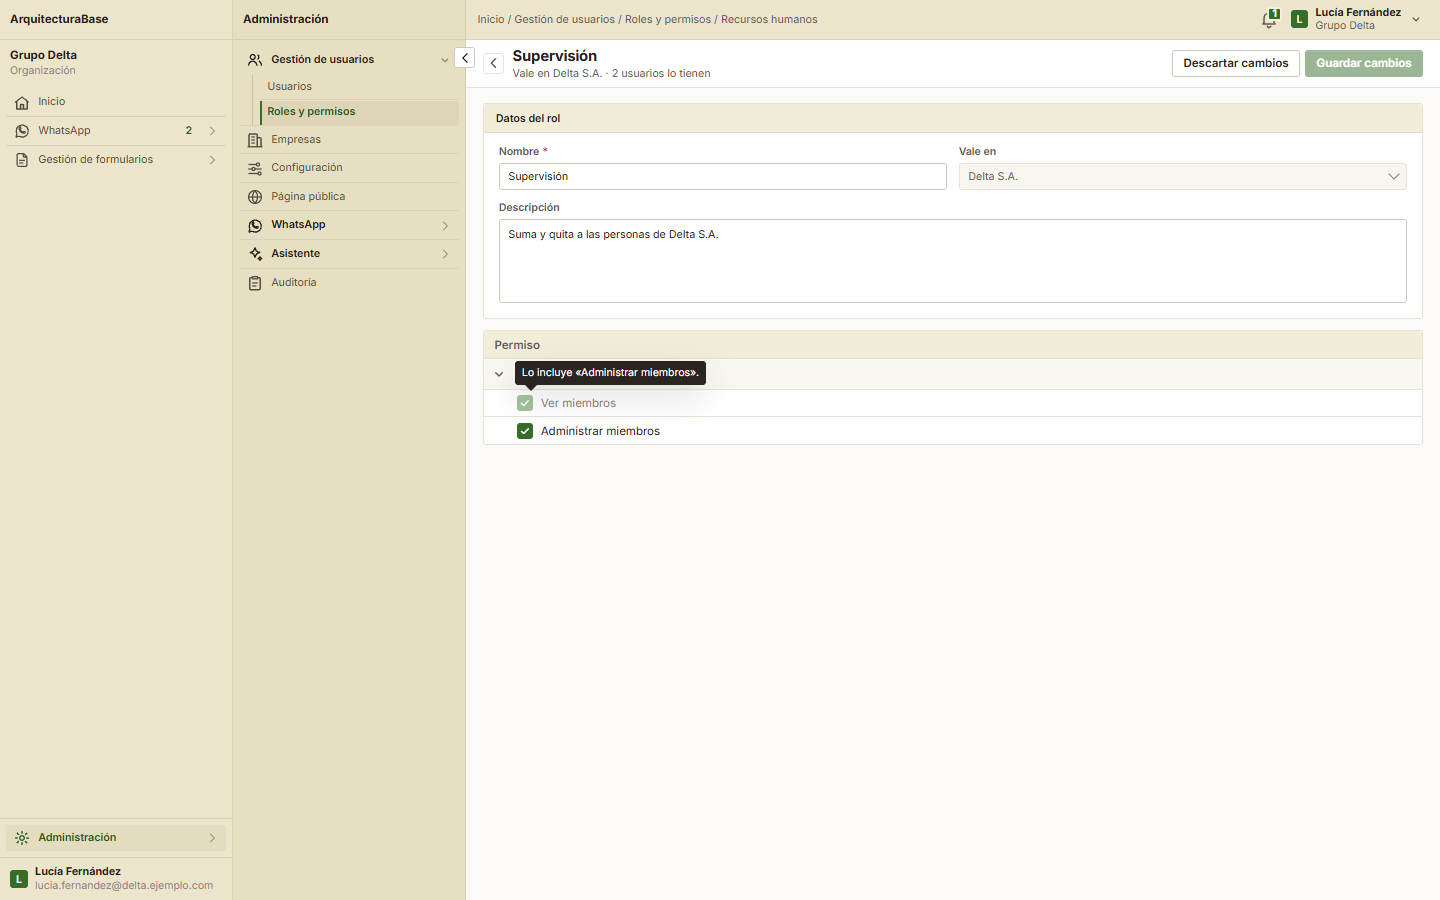 ArquitecturaBase
Grupo Delta
Organización
Inicio
WhatsApp 2
Gestión de formularios
Administración
Lucía Fernández
lucia.fernandez@delta.ejemplo.com
L
Administración
Gestión de usuarios
Usuarios
Roles y permisos
Empresas
Configuración
Página pública
WhatsApp
Asistente
Auditoría
Inicio / Gestión de usuarios / Roles y permisos / Recursos humanos
1
L
Lucía Fernández
Grupo Delta
Supervisión
Vale en Delta S.A. · 2 usuarios lo tienen
Descartar cambios
Guardar cambios
Datos del rol
Nombre *
Supervisión
Vale en
Delta S.A.
Descripción
Suma y quita a las personas de Delta S.A.
Permiso
Lo incluye «Administrar miembros».
Ver miembros
Administrar miembros